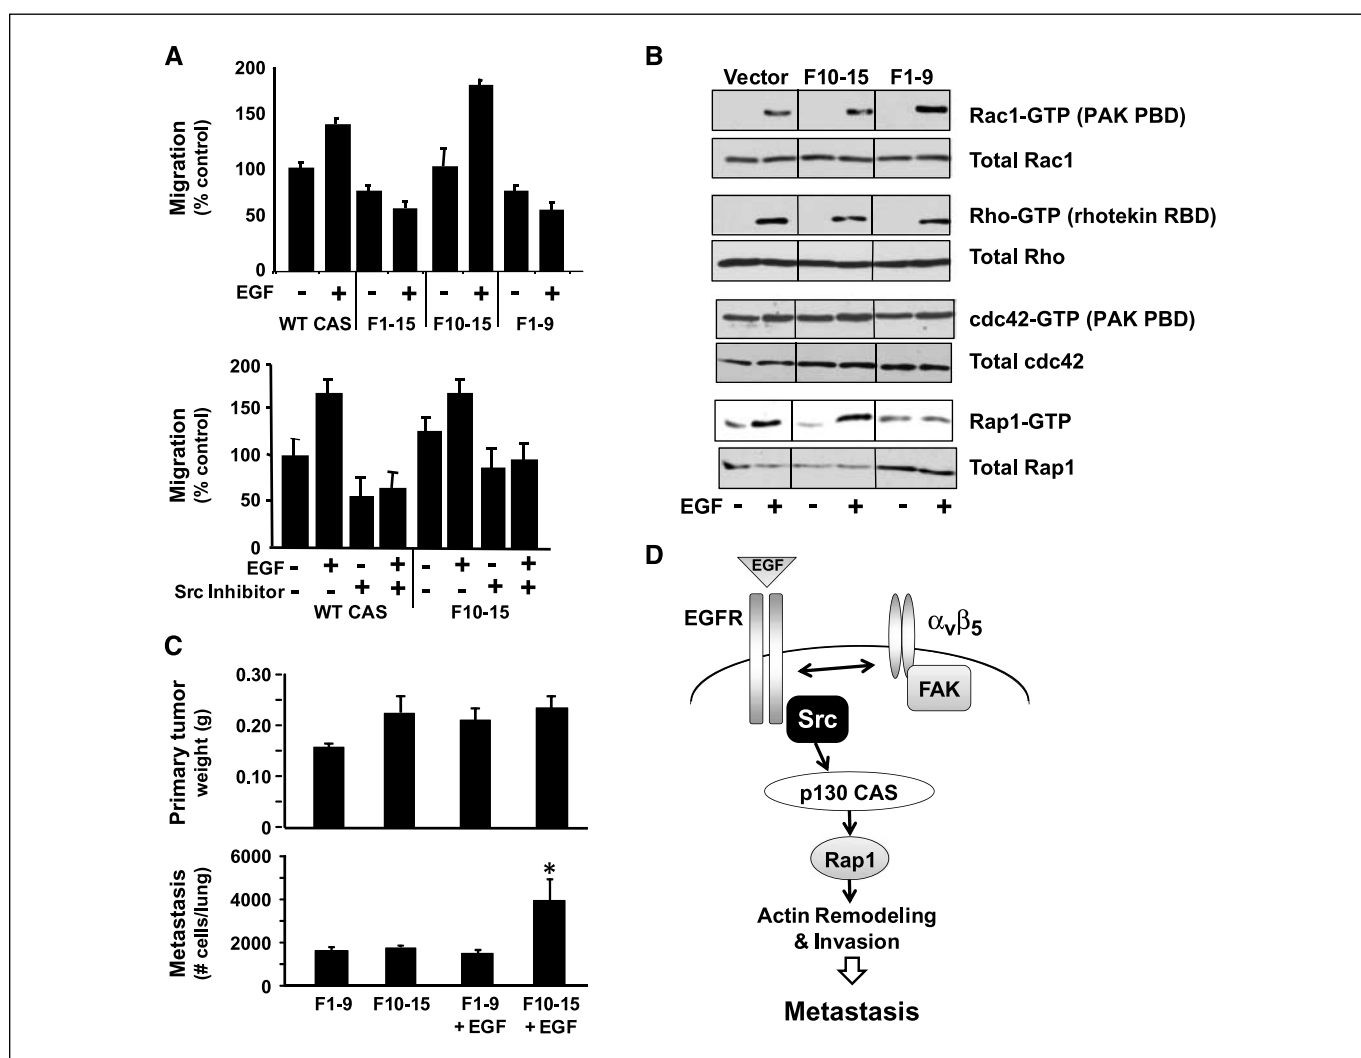 A
200
150
100
50
0
Migration
(% control)
EGF - + - + - + - +
WT CAS F1-15 F10-15 F1-9
200
150
100
50
0
Migration
(% control)
EGF - + - + - + - +
Src Inhibitor - - + + - - + +
WT CAS F10-15
B
Vector F10-15 F1-9
Rac1-GTP (PAK PBD)
Total Rac1
Rho-GTP (rhotekin RBD)
Total Rho
cdc42-GTP (PAK PBD)
Total cdc42
Rap1-GTP
Total Rap1
EGF - + - + - +
C
0.30
0.20
0.10
0
Primary tumor
weight (g)
6000
4000
2000
0
Metastasis
(# cells/lung)
*
F1-9 F10-15 F1-9 F10-15
+ EGF + EGF
D
EGF
EGFR
αvβ5
FAK
Src
p130 CAS
Rap1
Actin Remodeling
& Invasion
Metastasis